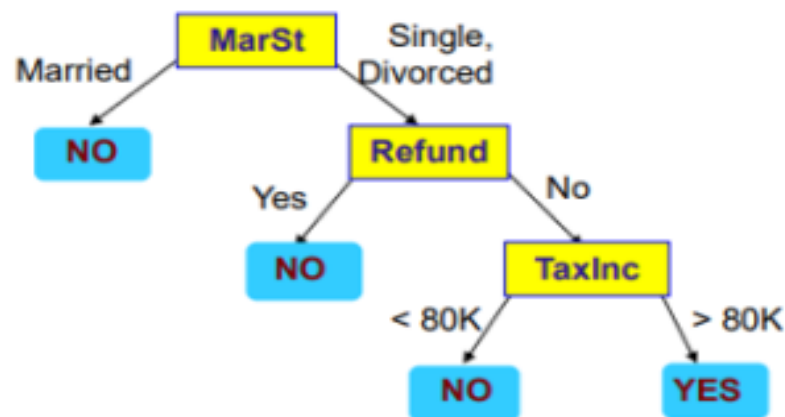 MarSt
Single,
Married
Divorced
NO
Refund
Yes
No
NO
TaxInc
< 80K
> 80K
NO
YES